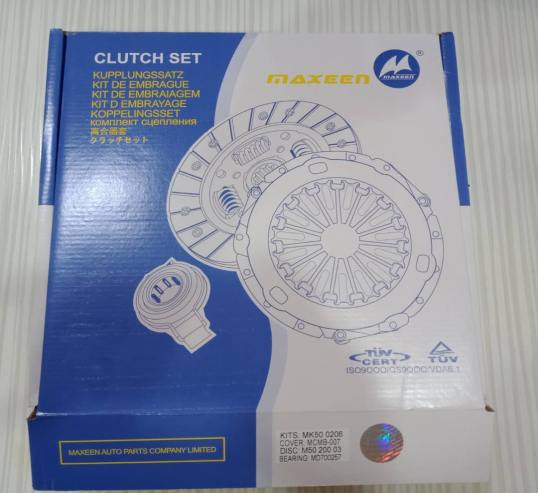 CLUTCH SET
KUPPLUNGSSATZ
KIT DE EMBRAGUE
KIT DE EMBRAIAGEM
KIT D EMBRAYAGE
KOPPELINGSSET
комплект сцепления
离合器套
クラッチセット
MAXEEN
MAXEEN
®
TÜV
CERT
TÜV
ISO9000/QS9000/VDA6.1
MAXEEN AUTO PARTS COMPANY LIMITED
KITS: MK50 0206
COVER: MCMB-007
DISC: M50 200 03
BEARING: MD700257